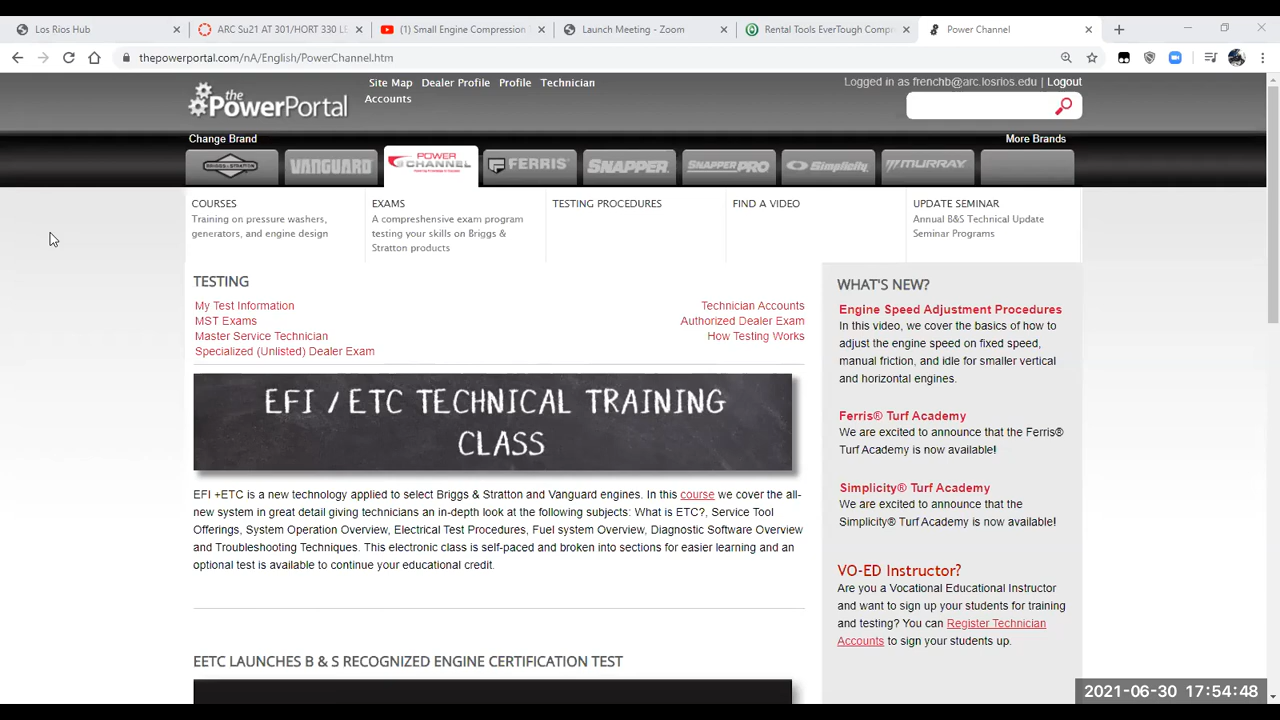 Los Rios Hub
ARC Su21 AT 301/HORT 330 LE
(1) Small Engine Compression
Launch Meeting - Zoom
Rental Tools EverTough Comp
Power Channel
thepowerportal.com/nA/English/PowerChannel.htm
the PowerPortal
Site Map Dealer Profile Profile Technician
Accounts
Logged in as frenchb@arc.losrios.edu | Logout
Change Brand
More Brands
BRIGGS & STRATTON
VANGUARD
POWER CHANNEL
FERRIS
SNAPPER
SNAPPER PRO
Simplicity
MURRAY
COURSES
Training on pressure washers,
generators, and engine design
EXAMS
A compreshensive exam program
testing your skills on Briggs &
Stratton products
TESTING PROCEDURES
FIND A VIDEO
UPDATE SEMINAR
Annual B&S Technical Update
Seminar Programs
TESTING
My Test Information
MST Exams
Master Service Technician
Specialized (Unlisted) Dealer Exam
Technician Accounts
Authorized Dealer Exam
How Testing Works
EFI / ETC TECHNICAL TRAINING
CLASS
EFI +ETC is a new technology applied to select Briggs & Stratton and Vanguard engines. In this course we cover the all-
new system in great detail giving technicians an in-depth look at the following subjects: What is ETC?, Service Tool
Offerings, System Operation Overview, Electrical Test Procedures, Fuel system Overview, Diagnostic Software Overview
and Troubleshooting Techniques. This electronic class is self-paced and broken into sections for easier learning and an
optional test is available to continue your educational credit.
EETC LAUNCHES B & S RECOGNIZED ENGINE CERTIFICATION TEST
WHAT'S NEW?
Engine Speed Adjustment Procedures
In this video, we cover the basics of how to
adjust the engine speed on fixed speed,
manual friction, and idle for smaller vertical
and horizontal engines.
Ferris® Turf Academy
We are excited to announce that the Ferris®
Turf Academy is now available!
Simplicity® Turf Academy
We are excited to announce that the
Simplicity® Turf Academy is now available!
VO-ED Instructor?
Are you a Vocational Educational Instructor
and want to sign up your students for training
and testing? You can Register Technician
Accounts to sign your students up.
2021-06-30 17:54:48